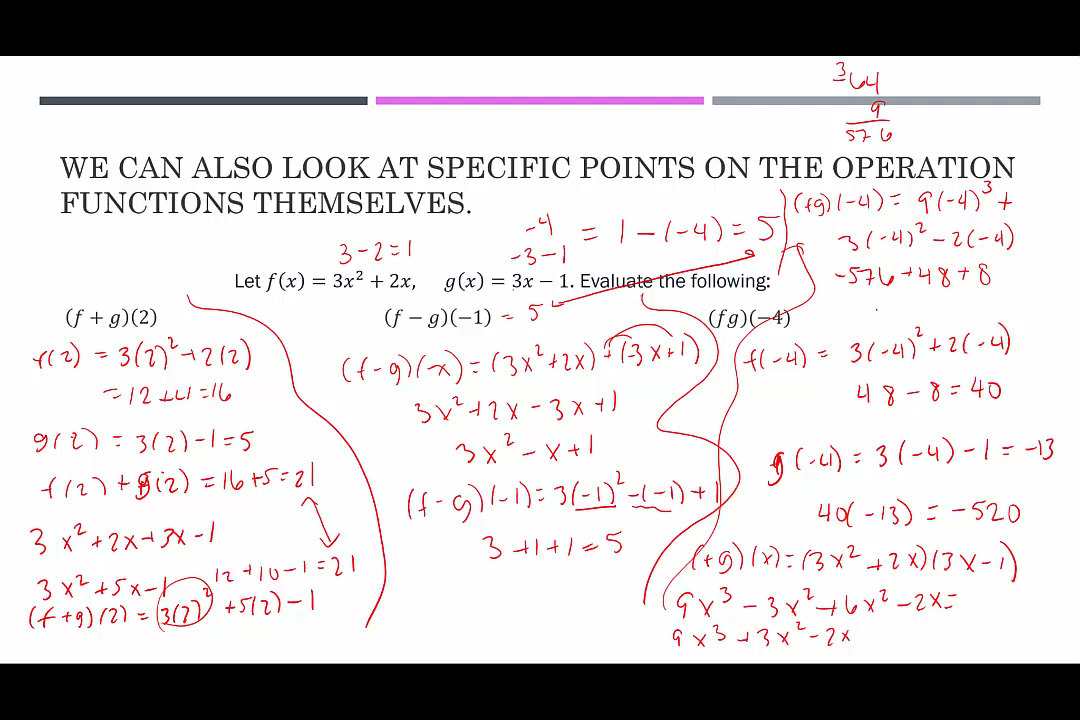 3
64
9
576
WE CAN ALSO LOOK AT SPECIFIC POINTS ON THE OPERATION
FUNCTIONS THEMSELVES.
3-2=1
-4
-3-1
= 1-(-4) = 5
Let f(x) = 3x² + 2x, g(x) = 3x − 1. Evaluate the following:
(f + g)(2)
f(2) = 3(2)²+2(2)
=12+4=16
g(2) = 3(2)-1=5
f(2)+g(2)=16+5=21
3x²+2x+3x-1
3x²+5x-1
12+10-1=21
(f+g)(2)=3(2)²+5(2)-1
(f − g)(−1) = 5
(f-g)(-x)=(3x²+2x)+(-3x+1)
3x²+2x-3x+1
3x²-x+1
(f-g)(-1)=3(-1)²-(-1)+1
3+1+1=5
(fg)(-4)= 9(-4)³+
3(-4)²-2(-4)
-576+48+8
(fg)(−4)
f(-4) = 3(-4)²+2(-4)
48-8=40
g(-4)=3(-4)-1=-13
40(-13)=-520
(fg)(x)=(3x²+2x)(3x-1)
9x³-3x²+6x²-2x=
9x³+3x²-2x